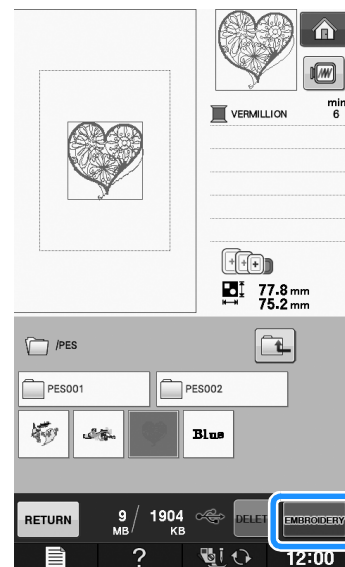 VERMILLION
min
6
77.8 mm
75.2 mm
/PES
PES001
PES002
Blue
RETURN
9 MB / 1904 KB
DELET
EMBROIDERY
?
12:00